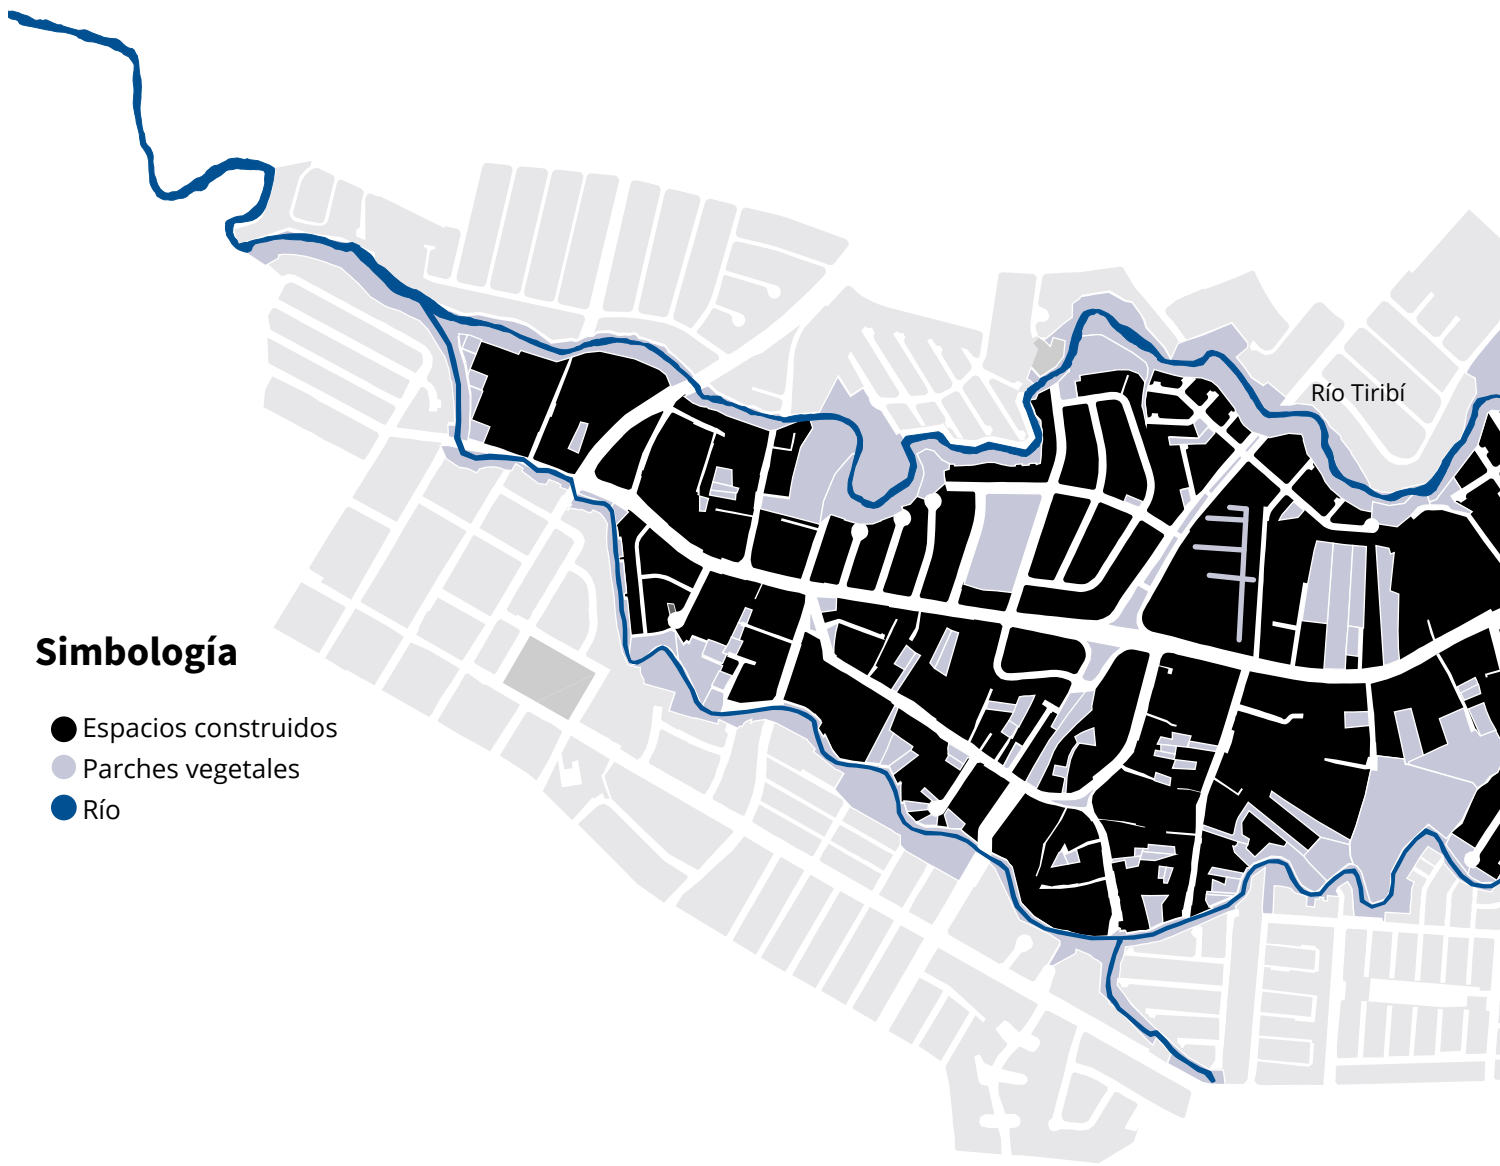 Río Tiribí
Simbología
Espacios construidos
Parches vegetales
Río